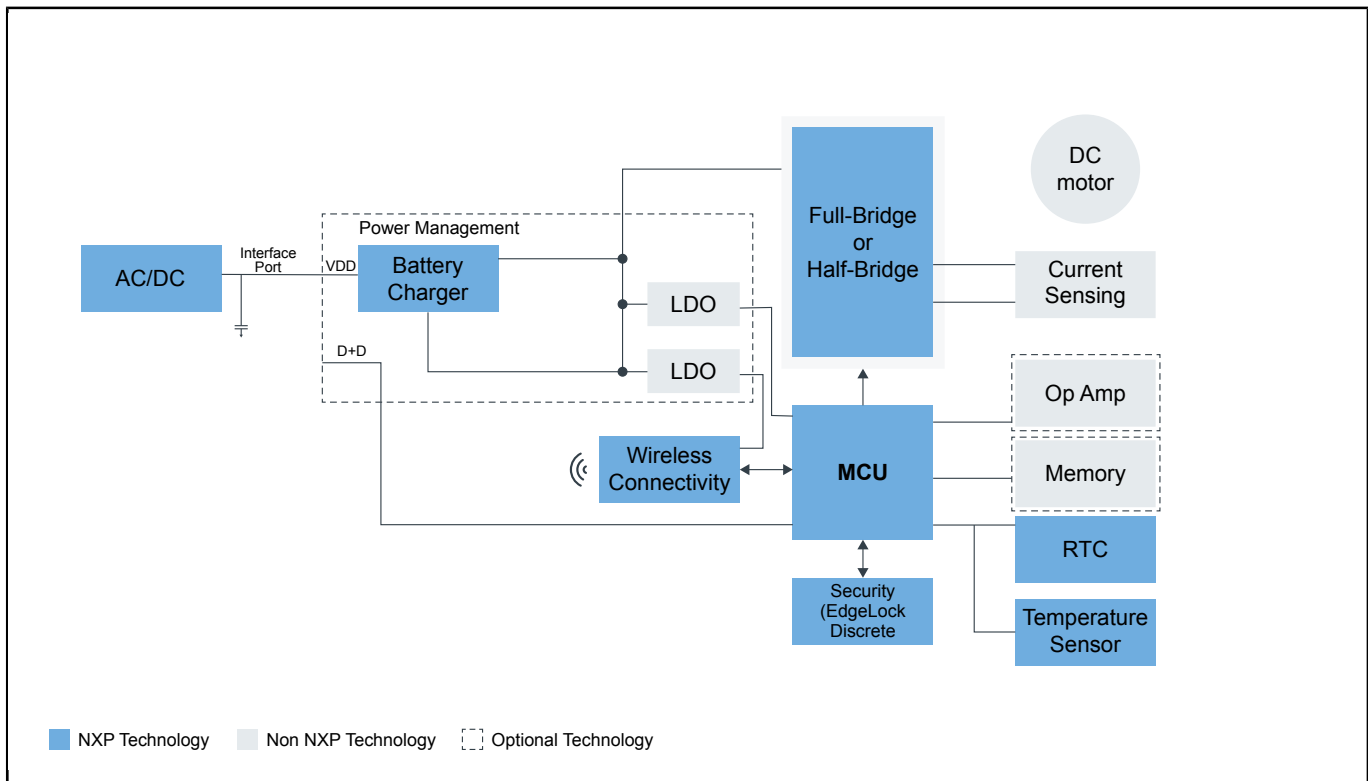 DC
motor
Full-Bridge
or
Half-Bridge
Power Management
Interface
Port
AC/DC
VDD
Battery
Charger
Current
Sensing
LDO
D+D
LDO
Op Amp
Wireless
Connectivity
MCU
Memory
RTC
Security
(EdgeLock
Discrete
Temperature
Sensor
NXP Technology
Non NXP Technology
Optional Technology